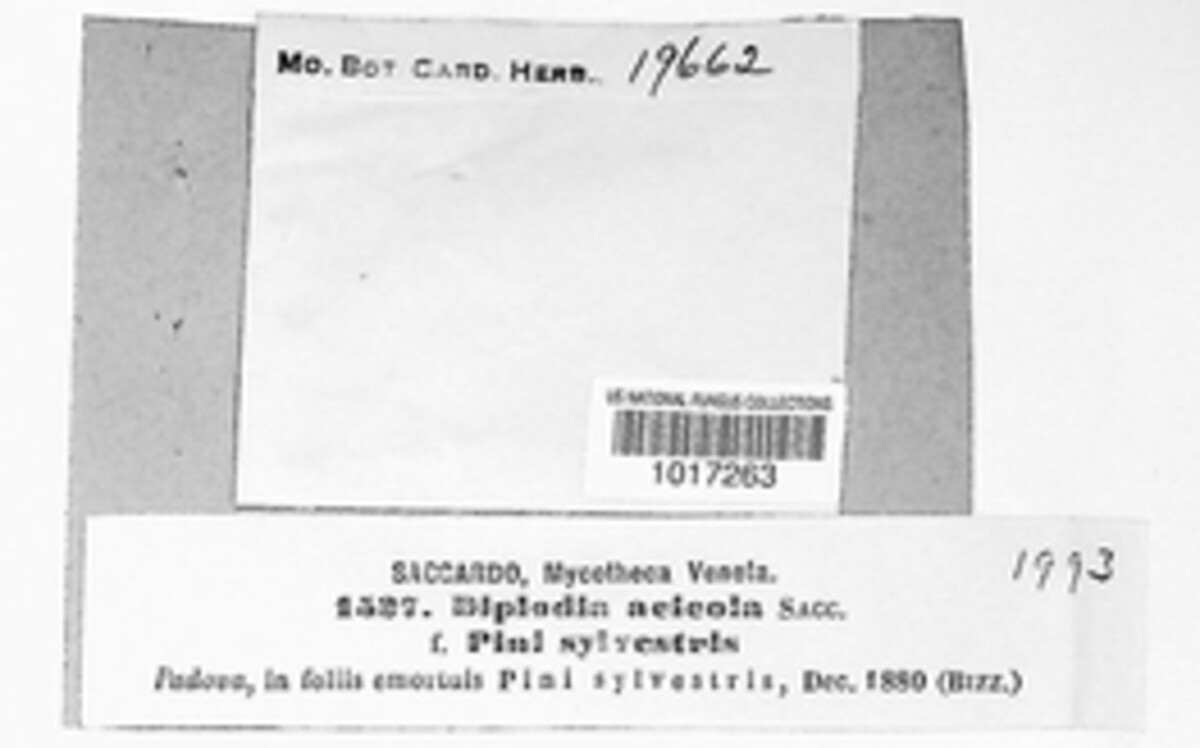 Mo. Bot Gard. Herb. 19662
US NATIONAL FUNGUS COLLECTIONS
1017263
1993
SACCARDO, Mycotheca Veneta.
1527. Diplodia acicola SACC.
f. Pini sylvestris
Padova, in foliis emortuis Pini sylvestris, Dec. 1880 (BIZZ.)